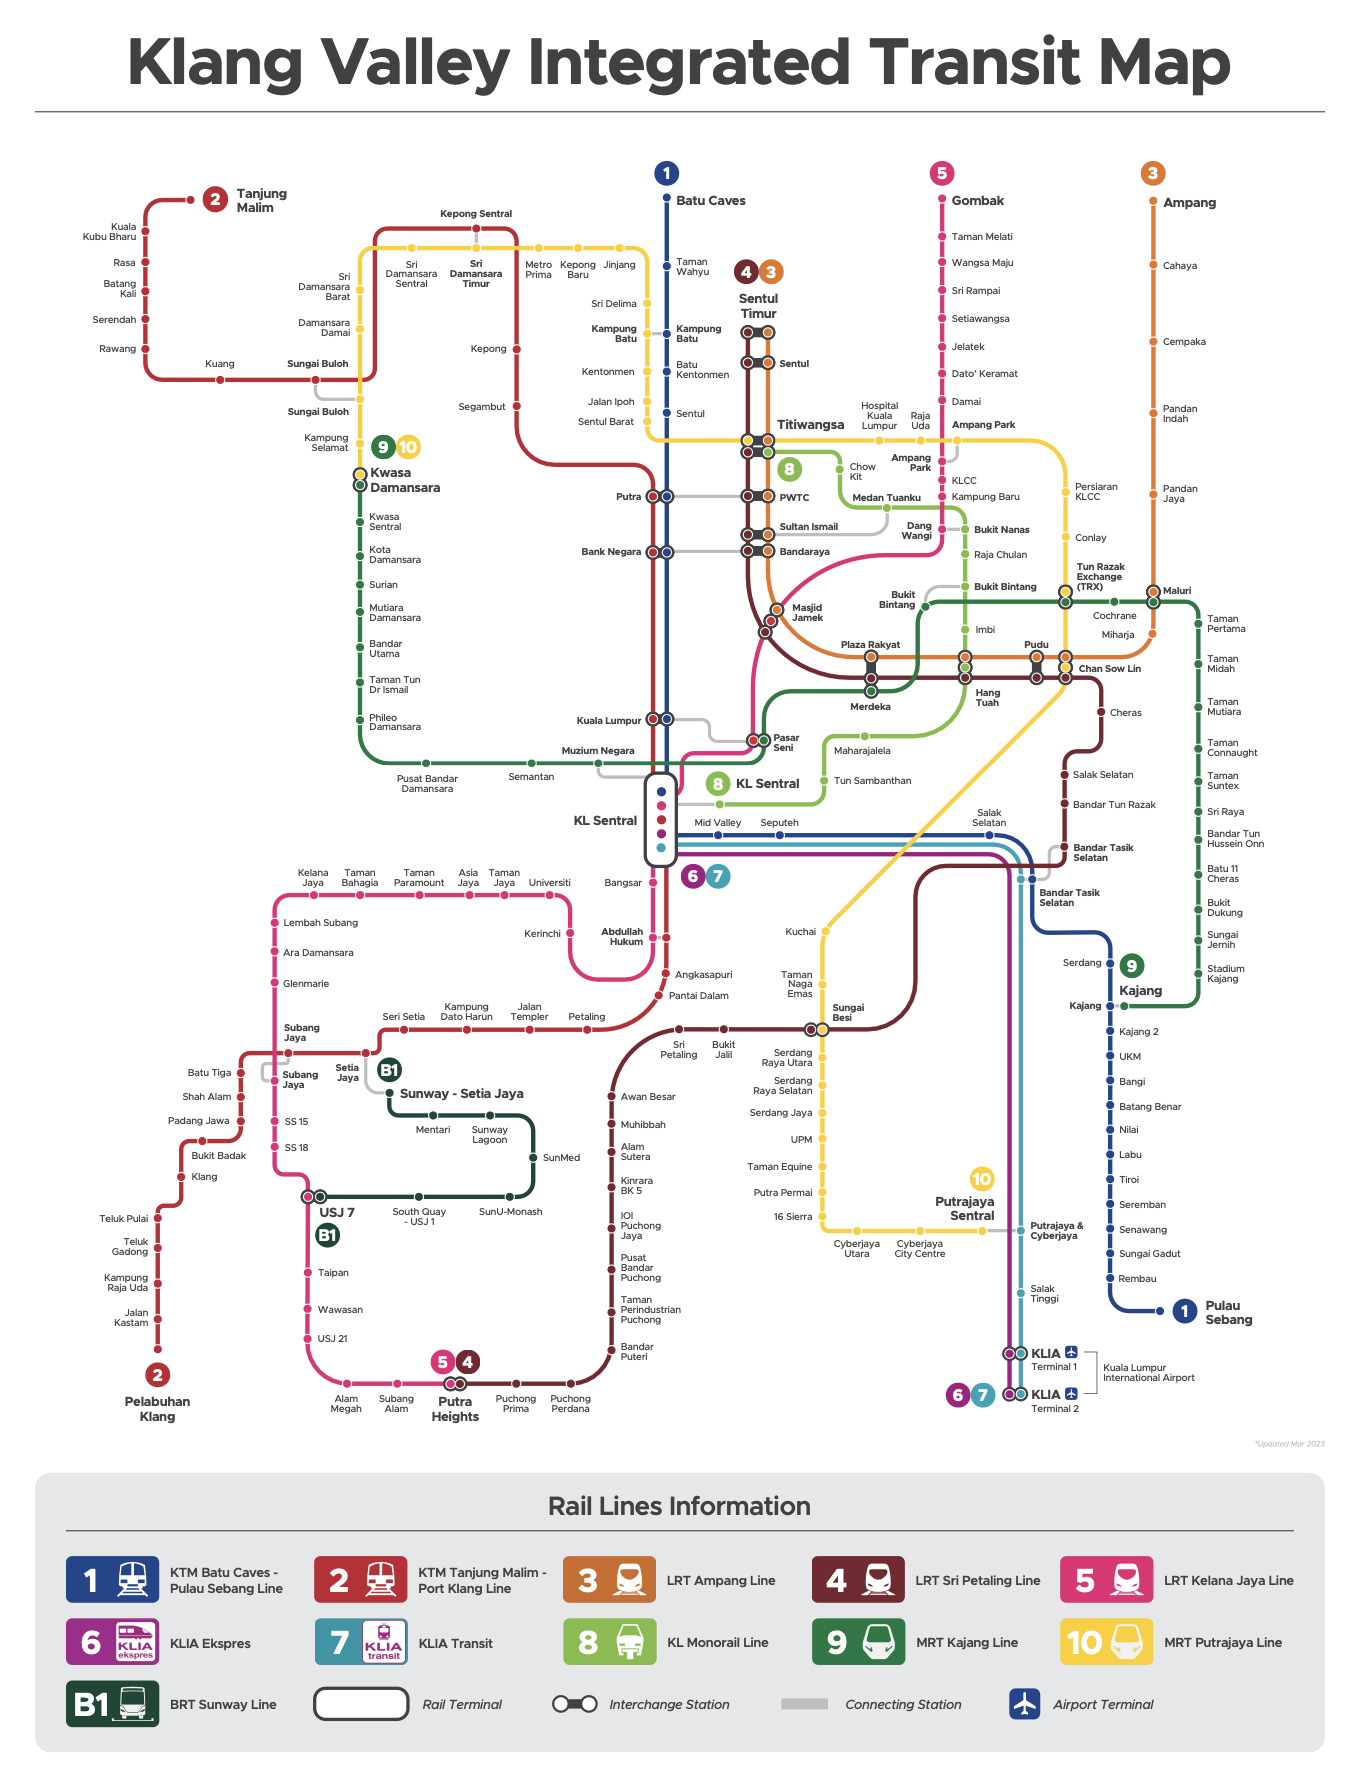 Klang Valley Integrated Transit Map
1
5
3
2
Tanjung
Malim
Batu Caves
Gombak
Ampang
Kuala
Kubu Bharu
Rasa
Batang
Kali
Serendah
Rawang
Kuang
Sungai Buloh
Kepong Sentral
Sri
Damansara
Sentral
Sri
Damansara
Timur
Metro
Prima
Kepong
Baru
Jinjang
Sri
Damansara
Barat
Damansara
Damai
Sungai Buloh
Kampung
Selamat
Kepong
Segambut
Sri Delima
Kampung
Batu
Kentonmen
Jalan Ipoh
Sentul Barat
Taman
Wahyu
Kampung
Batu
Batu
Kentonmen
Sentul
4
3
Sentul
Timur
Sentul
Titiwangsa
8
Hospital
Kuala
Lumpur
Raja
Uda
Ampang Park
Taman Melati
Wangsa Maju
Sri Rampai
Setiawangsa
Jelatek
Dato' Keramat
Damai
Ampang
Park
KLCC
Kampung Baru
Dang
Wangi
Cahaya
Cempaka
Pandan
Indah
Pandan
Jaya
Persiaran
KLCC
Conlay
Tun Razak
Exchange
(TRX)
Maluri
Cochrane
Miharja
9
10
Kwasa
Damansara
Kwasa
Sentral
Kota
Damansara
Surian
Mutiara
Damansara
Bandar
Utama
Taman Tun
Dr Ismail
Phileo
Damansara
Pusat Bandar
Damansara
Semantan
Muzium Negara
Putra
Bank Negara
Kuala Lumpur
PWTC
Sultan Ismail
Bandaraya
Chow
Kit
Medan Tuanku
Bukit Nanas
Raja Chulan
Bukit Bintang
Bukit
Bintang
Imbi
Masjid
Jamek
Plaza Rakyat
Merdeka
Hang
Tuah
Pudu
Chan Sow Lin
Pasar
Seni
Maharajalela
Tun Sambanthan
8
KL Sentral
KL Sentral
6
7
Mid Valley
Seputeh
Salak
Selatan
Cheras
Salak Selatan
Bandar Tun Razak
Bandar Tasik
Selatan
Bandar Tasik
Selatan
Taman
Pertama
Taman
Midah
Taman
Mutiara
Taman
Connaught
Taman
Suntex
Sri Raya
Bandar Tun
Hussein Onn
Batu 11
Cheras
Bukit
Dukung
Sungai
Jernih
Stadium
Kajang
9
Kajang
Serdang
Kajang
Kajang 2
UKM
Bangi
Batang Benar
Nilai
Labu
Tiroi
Seremban
Senawang
Sungai Gadut
Rembau
1
Pulau
Sebang
Kelana
Jaya
Taman
Bahagia
Taman
Paramount
Asia
Jaya
Taman
Jaya
Universiti
Kerinchi
Bangsar
Abdullah
Hukum
Angkasapuri
Pantai Dalam
Lembah Subang
Ara Damansara
Glenmarie
Subang
Jaya
Subang
Jaya
SS 15
SS 18
Seri Setia
Kampung
Dato Harun
Jalan
Templer
Petaling
Setia
Jaya
B1
Sunway - Setia Jaya
Mentari
Sunway
Lagoon
SunMed
SunU-Monash
South Quay
- USJ 1
USJ 7
B1
Batu Tiga
Shah Alam
Padang Jawa
Bukit Badak
Klang
Teluk Pulai
Teluk
Gadong
Kampung
Raja Uda
Jalan
Kastam
2
Pelabuhan
Klang
Taipan
Wawasan
USJ 21
Alam
Megah
Subang
Alam
5
4
Putra
Heights
Puchong
Prima
Puchong
Perdana
Sri
Petaling
Bukit
Jalil
Awan Besar
Muhibbah
Alam
Sutera
Kinrara
BK 5
IOI
Puchong
Jaya
Pusat
Bandar
Puchong
Taman
Perindustrian
Puchong
Bandar
Puteri
Kuchai
Taman
Naga
Emas
Sungai
Besi
Serdang
Raya Utara
Serdang
Raya Selatan
Serdang Jaya
UPM
Taman Equine
Putra Permai
16 Sierra
Cyberjaya
Utara
Cyberjaya
City Centre
10
Putrajaya
Sentral
Putrajaya &
Cyberjaya
Salak
Tinggi
KLIA
Terminal 1
6
7
KLIA
Terminal 2
Kuala Lumpur
International Airport
*Updated Mar 2023
Rail Lines Information
1
KTM Batu Caves -
Pulau Sebang Line
2
KTM Tanjung Malim -
Port Klang Line
3
LRT Ampang Line
4
LRT Sri Petaling Line
5
LRT Kelana Jaya Line
6
KLIA
ekspres
KLIA Ekspres
7
KLIA
transit
KLIA Transit
8
KL Monorail Line
9
MRT Kajang Line
10
MRT Putrajaya Line
B1
BRT Sunway Line
Rail Terminal
Interchange Station
Connecting Station
Airport Terminal